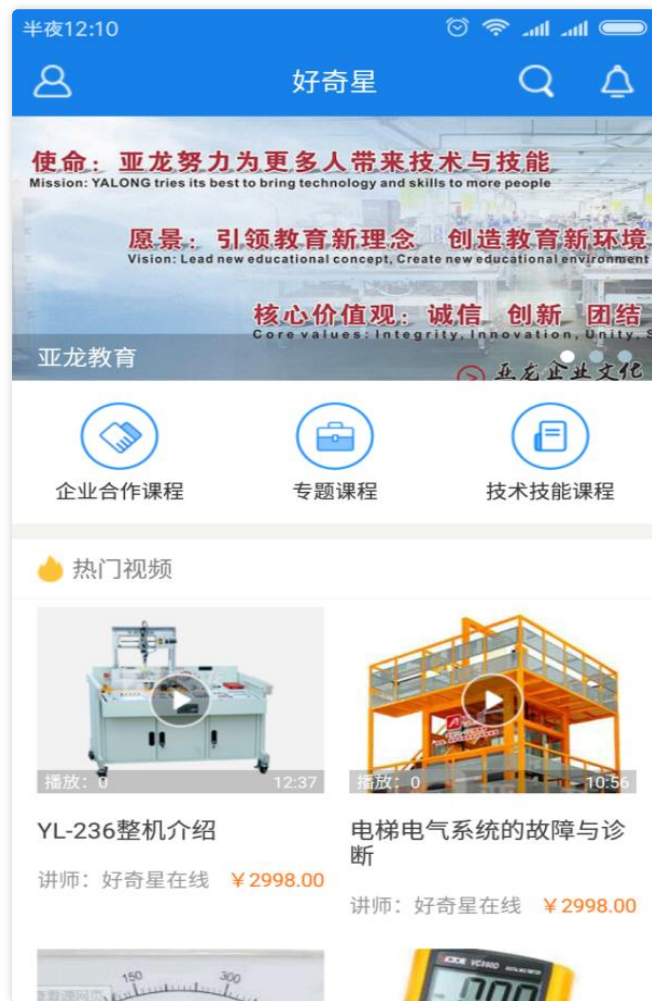 半夜12:10
好奇星
使命：亚龙努力为更多人带来技术与技能
Mission: YALONG tries its best to bring technology and skills to more people
愿景：引领教育新理念 创造教育新环境
Vision: Lead new educational concept, Create new educational environment
核心价值观：诚信 创新 团结
Core values: Integrity, Innovation, Unity, S
亚龙教育
亚龙企业文化
企业合作课程
专题课程
技术技能课程
热门视频
播放：0 12:37
播放：0 10:56
YL-236整机介绍
电梯电气系统的故障与诊
断
讲师：好奇星在线 ￥2998.00
讲师：好奇星在线 ￥2998.00
150 300
VICTOR VC890D